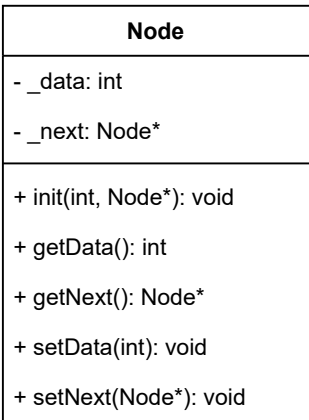 Node
- _data: int
- _next: Node*
+ init(int, Node*): void
+ getData(): int
+ getNext(): Node*
+ setData(int): void
+ setNext(Node*): void